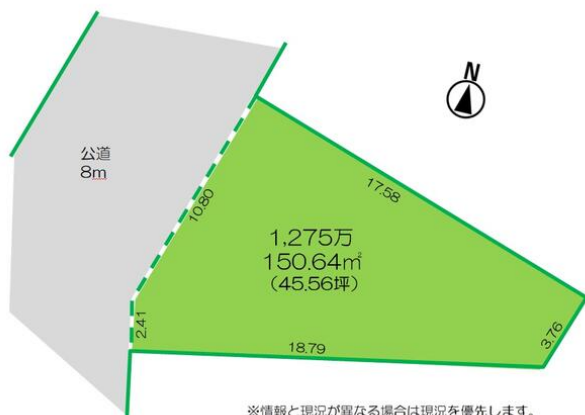 N
公道
8m
10.80
17.58
1,275万
150.64㎡
(45.56坪)
2.41
3.76
18.79
※情報と現況が異なる場合は現況を優先します。